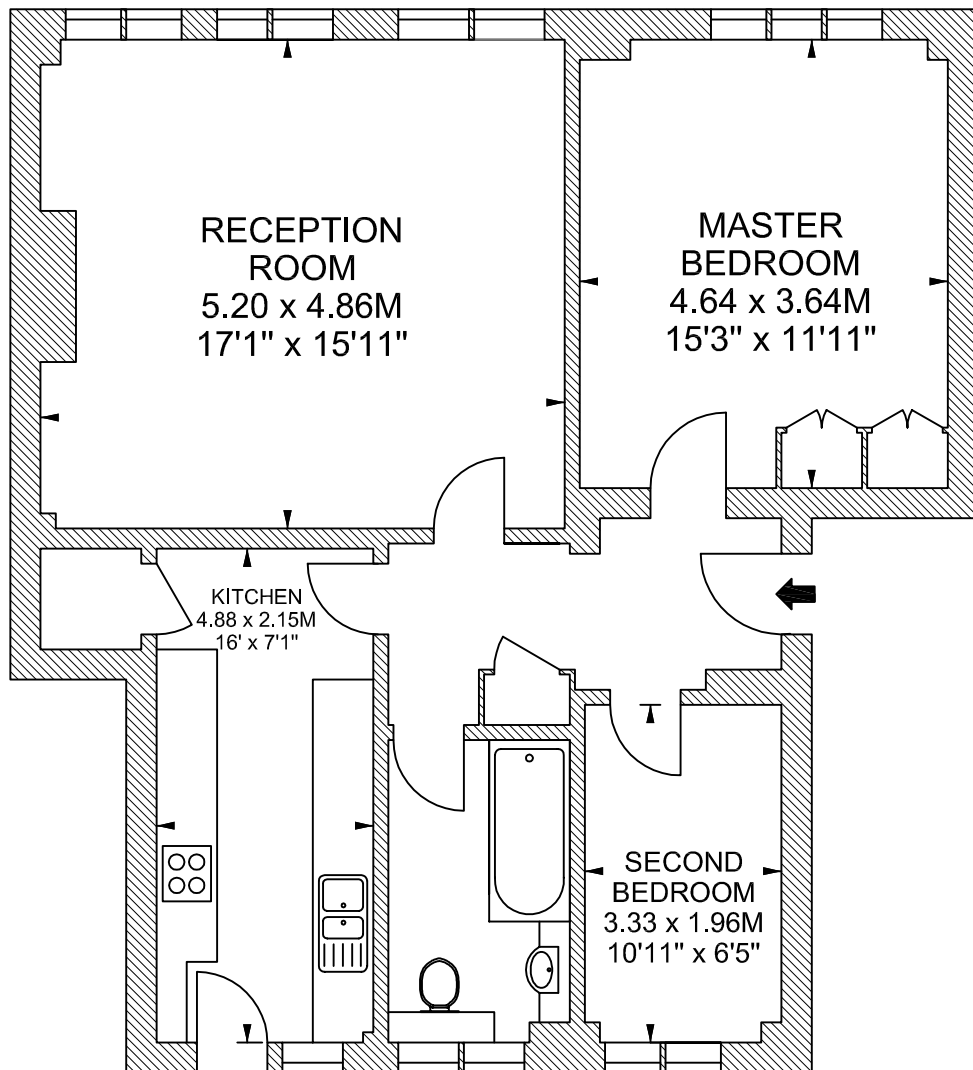 RECEPTION
ROOM
5.20 x 4.86M
17'1" x 15'11"
MASTER
BEDROOM
4.64 x 3.64M
15'3" x 11'11"
KITCHEN
4.88 x 2.15M
16' x 7'1"
SECOND
BEDROOM
3.33 x 1.96M
10'11" x 6'5"